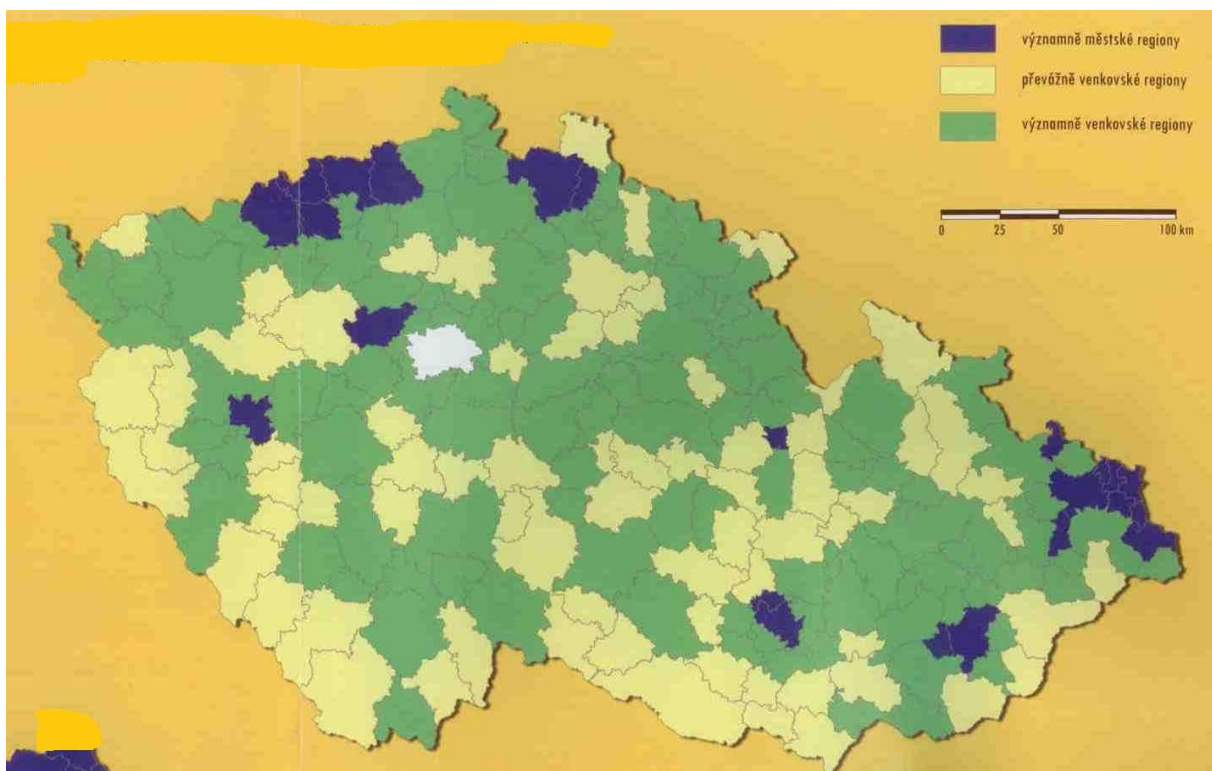 významně městské regiony
převážně venkovské regiony
významně venkovské regiony
0 25 50 100 km